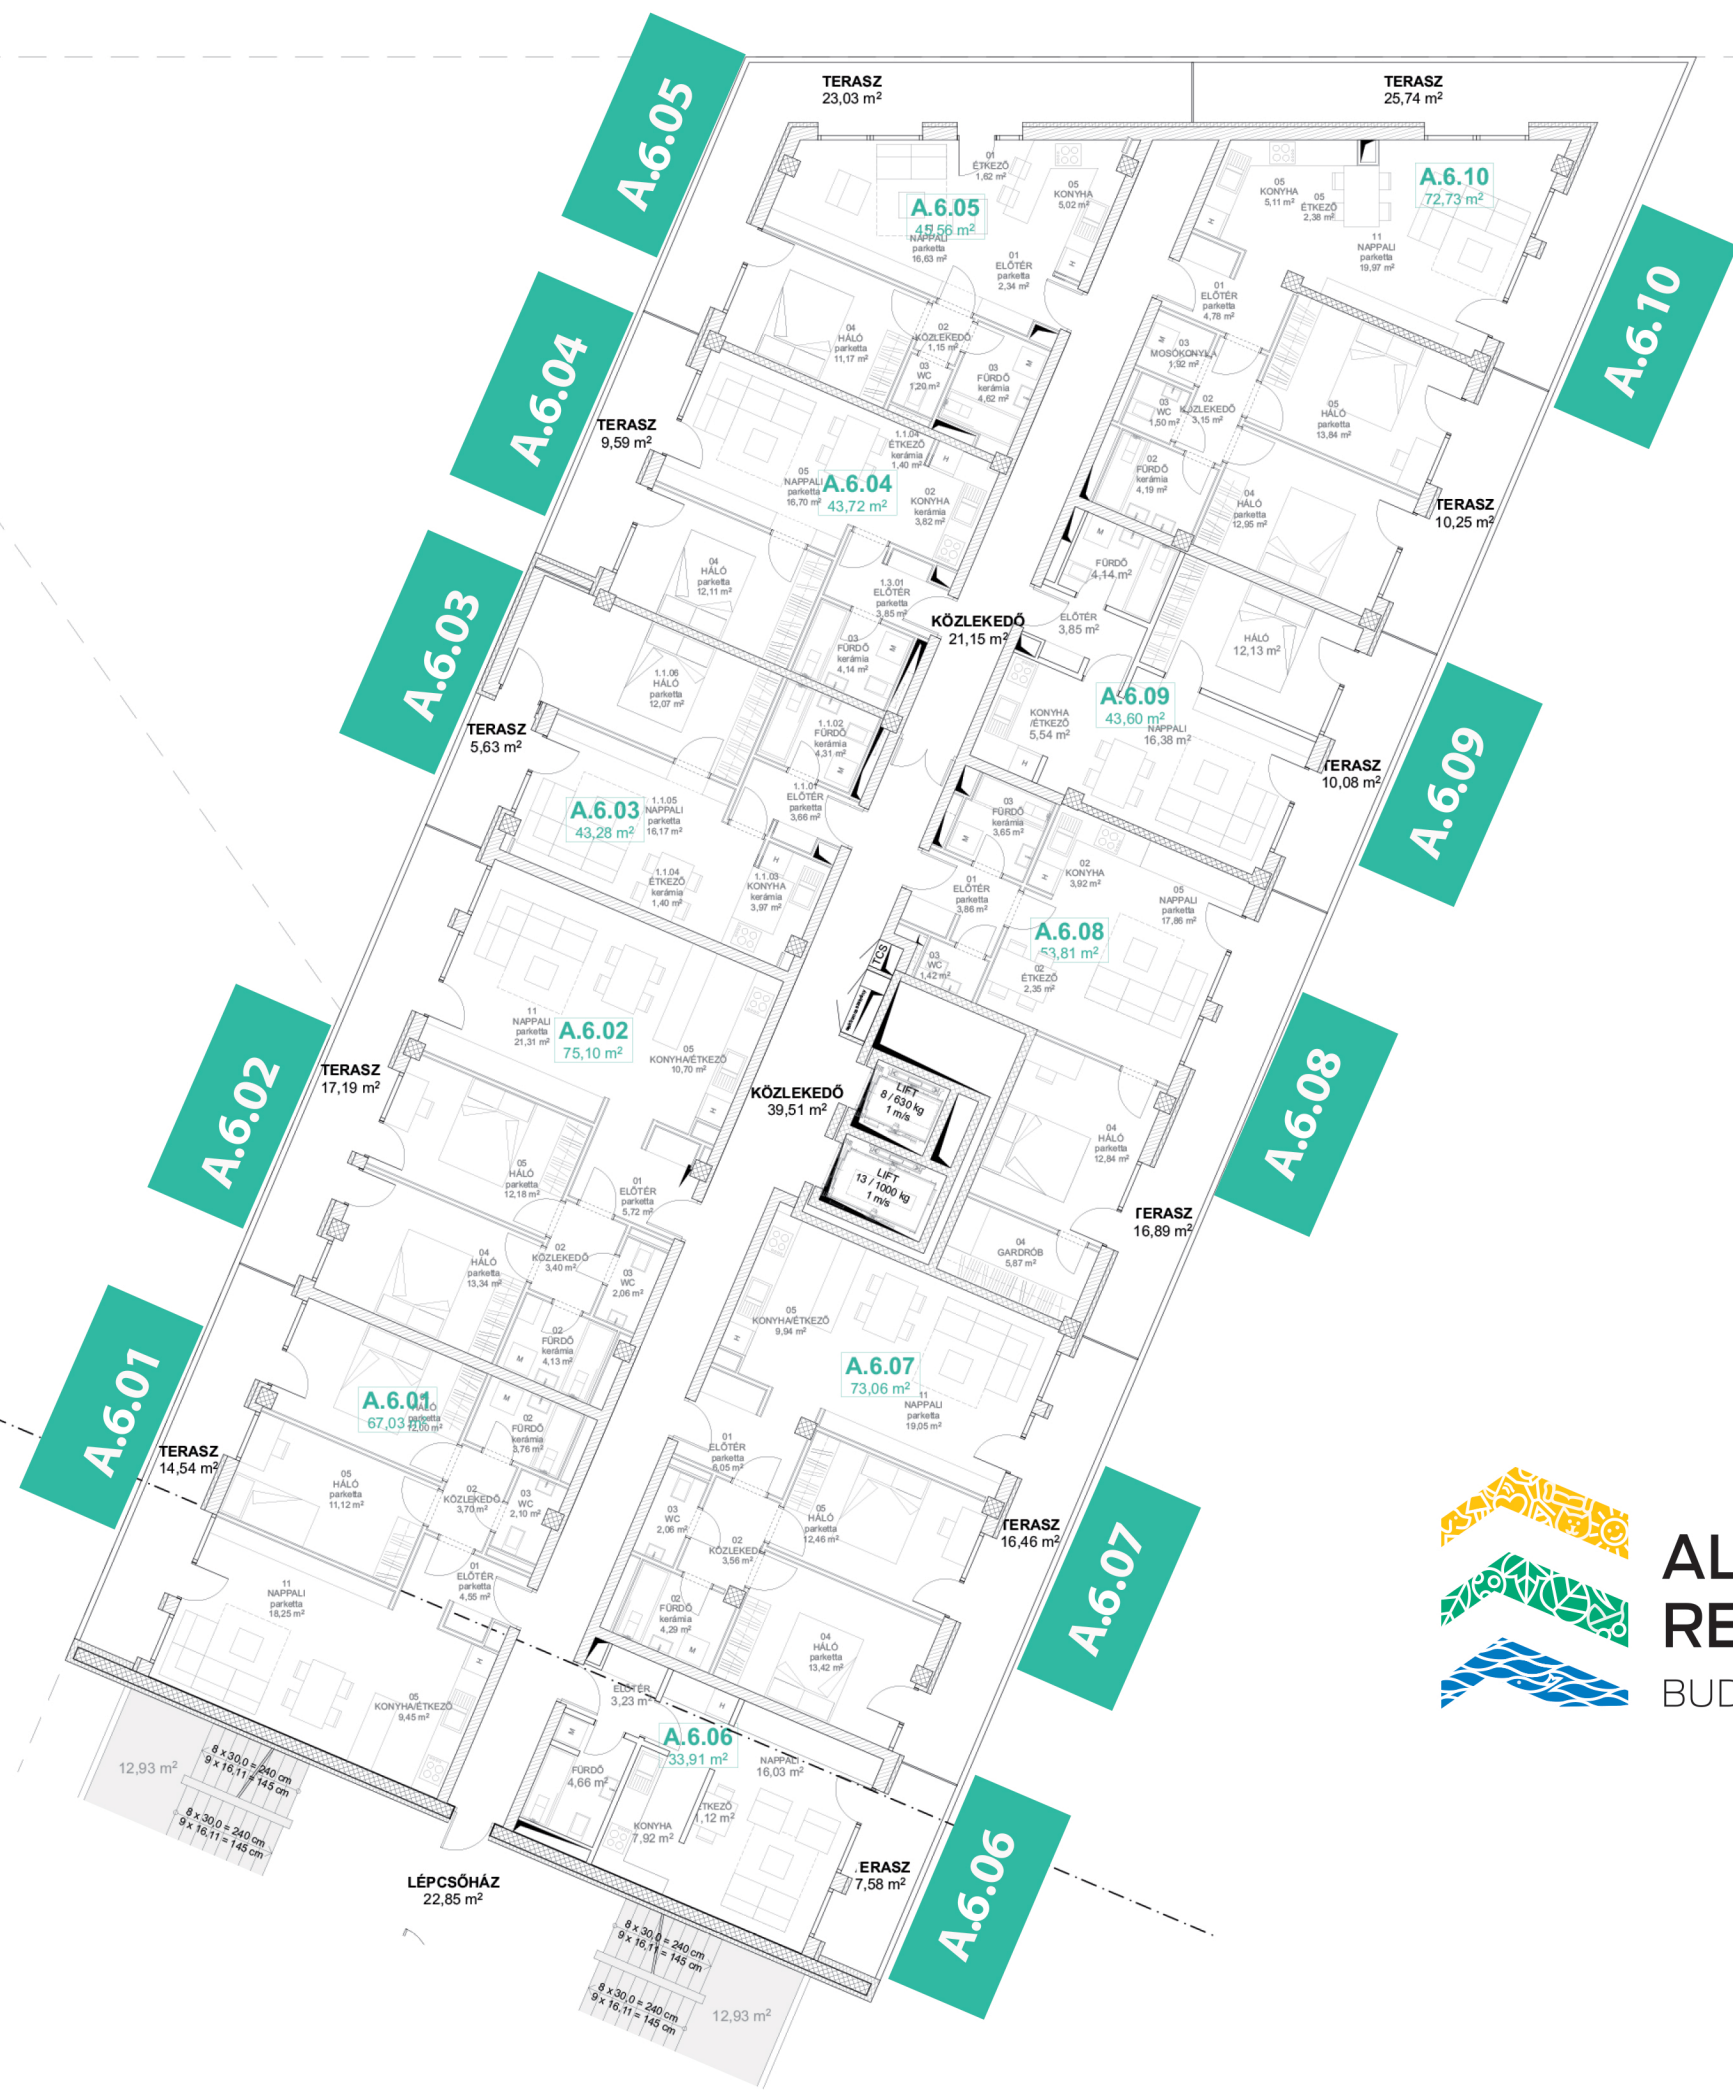 A.6.05
A.6.04
A.6.03
A.6.02
A.6.01
A.6.10
A.6.09
A.6.08
A.6.07
A.6.06
TERASZ
23,03 m²
TERASZ
25,74 m²
01
ÉTKEZŐ
1,62 m²
05
KONYHA
5,02 m²
A.6.05
45,56 m²
NAPPALI
parketta
16,63 m²
01
ELŐTÉR
parketta
2,34 m²
04
HÁLÓ
parketta
11,17 m²
02
KÖZLEKEDŐ
1,15 m²
03
WC
1,20 m²
03
FÜRDŐ
kerámia
4,62 m²
M
H
05
KONYHA
5,11 m²
05
ÉTKEZŐ
2,38 m²
A.6.10
72,73 m²
11
NAPPALI
parketta
19,97 m²
H
01
ELŐTÉR
parketta
4,78 m²
M
03
MOSÓKONYHA
1,92 m²
03
WC
1,50 m²
02
KÖZLEKEDŐ
3,15 m²
05
HÁLÓ
parketta
13,84 m²
02
FÜRDŐ
kerámia
4,19 m²
04
HÁLÓ
parketta
12,95 m²
TERASZ
10,25 m²
TERASZ
9,59 m²
1.1.04
ÉTKEZŐ
kerámia
1,40 m²
H
05
NAPPALI
parketta
16,70 m²
A.6.04
43,72 m²
02
KONYHA
kerámia
3,82 m²
04
HÁLÓ
parketta
12,11 m²
1.3.01
ELŐTÉR
parketta
3,85 m²
03
FÜRDŐ
kerámia
4,14 m²
M
KÖZLEKEDŐ
21,15 m²
M
FÜRDŐ
4,14 m²
ELŐTÉR
3,85 m²
HÁLÓ
12,13 m²
A.6.09
43,60 m²
KONYHA
/ÉTKEZŐ
5,54 m²
NAPPALI
16,38 m²
H
TERASZ
10,08 m²
1.1.06
HÁLÓ
parketta
12,07 m²
1.1.02
FÜRDŐ
kerámia
4,31 m²
M
TERASZ
5,63 m²
1.1.01
ELŐTÉR
parketta
3,66 m²
A.6.03
43,28 m²
1.1.05
NAPPALI
parketta
16,17 m²
1.1.04
ÉTKEZŐ
kerámia
1,40 m²
H
1.1.03
KONYHA
kerámia
3,97 m²
03
FÜRDŐ
kerámia
3,65 m²
M
H
02
KONYHA
3,92 m²
01
ELŐTÉR
parketta
3,86 m²
05
NAPPALI
parketta
17,86 m²
A.6.08
53,81 m²
03
WC
1,42 m²
02
ÉTKEZŐ
2,35 m²
TCS
04
HÁLÓ
parketta
12,84 m²
04
GARDRÓB
5,87 m²
TERASZ
16,89 m²
11
NAPPALI
parketta
21,31 m²
A.6.02
75,10 m²
05
KONYHA/ÉTKEZŐ
10,70 m²
H
TERASZ
17,19 m²
KÖZLEKEDŐ
39,51 m²
LIFT
8 / 630 kg
1 m/s
LIFT
13 / 1000 kg
1 m/s
05
HÁLÓ
parketta
12,18 m²
01
ELŐTÉR
parketta
5,72 m²
04
HÁLÓ
parketta
13,34 m²
02
KÖZLEKEDŐ
3,40 m²
03
WC
2,06 m²
02
FÜRDŐ
kerámia
4,13 m²
M
05
KONYHA/ÉTKEZŐ
9,94 m²
H
A.6.07
73,06 m²
11
NAPPALI
parketta
19,05 m²
01
ELŐTÉR
parketta
6,05 m²
03
WC
2,06 m²
02
KÖZLEKEDŐ
3,56 m²
05
HÁLÓ
parketta
12,46 m²
02
FÜRDŐ
kerámia
4,29 m²
M
04
HÁLÓ
parketta
13,42 m²
TERASZ
16,46 m²
A.6.01
67,03 m²
HÁLÓ
parketta
12,00 m²
M
02
FÜRDŐ
kerámia
3,76 m²
TERASZ
14,54 m²
05
HÁLÓ
parketta
11,12 m²
02
KÖZLEKEDŐ
3,70 m²
03
WC
2,10 m²
01
ELŐTÉR
parketta
4,55 m²
11
NAPPALI
parketta
18,25 m²
H
05
KONYHA/ÉTKEZŐ
9,45 m²
ELŐTÉR
3,23 m²
H
M
A.6.06
33,91 m²
FÜRDŐ
4,66 m²
NAPPALI
16,03 m²
ÉTKEZŐ
1,12 m²
KONYHA
7,92 m²
ERASZ
7,58 m²
12,93 m²
8 x 30,0 = 240 cm
9 x 16,11 = 145 cm
8 x 30,0 = 240 cm
9 x 16,11 = 145 cm
LÉPCSŐHÁZ
22,85 m²
8 x 30,0 = 240 cm
9 x 16,11 = 145 cm
8 x 30,0 = 240 cm
9 x 16,11 = 145 cm
12,93 m²
AL
RE
BUD